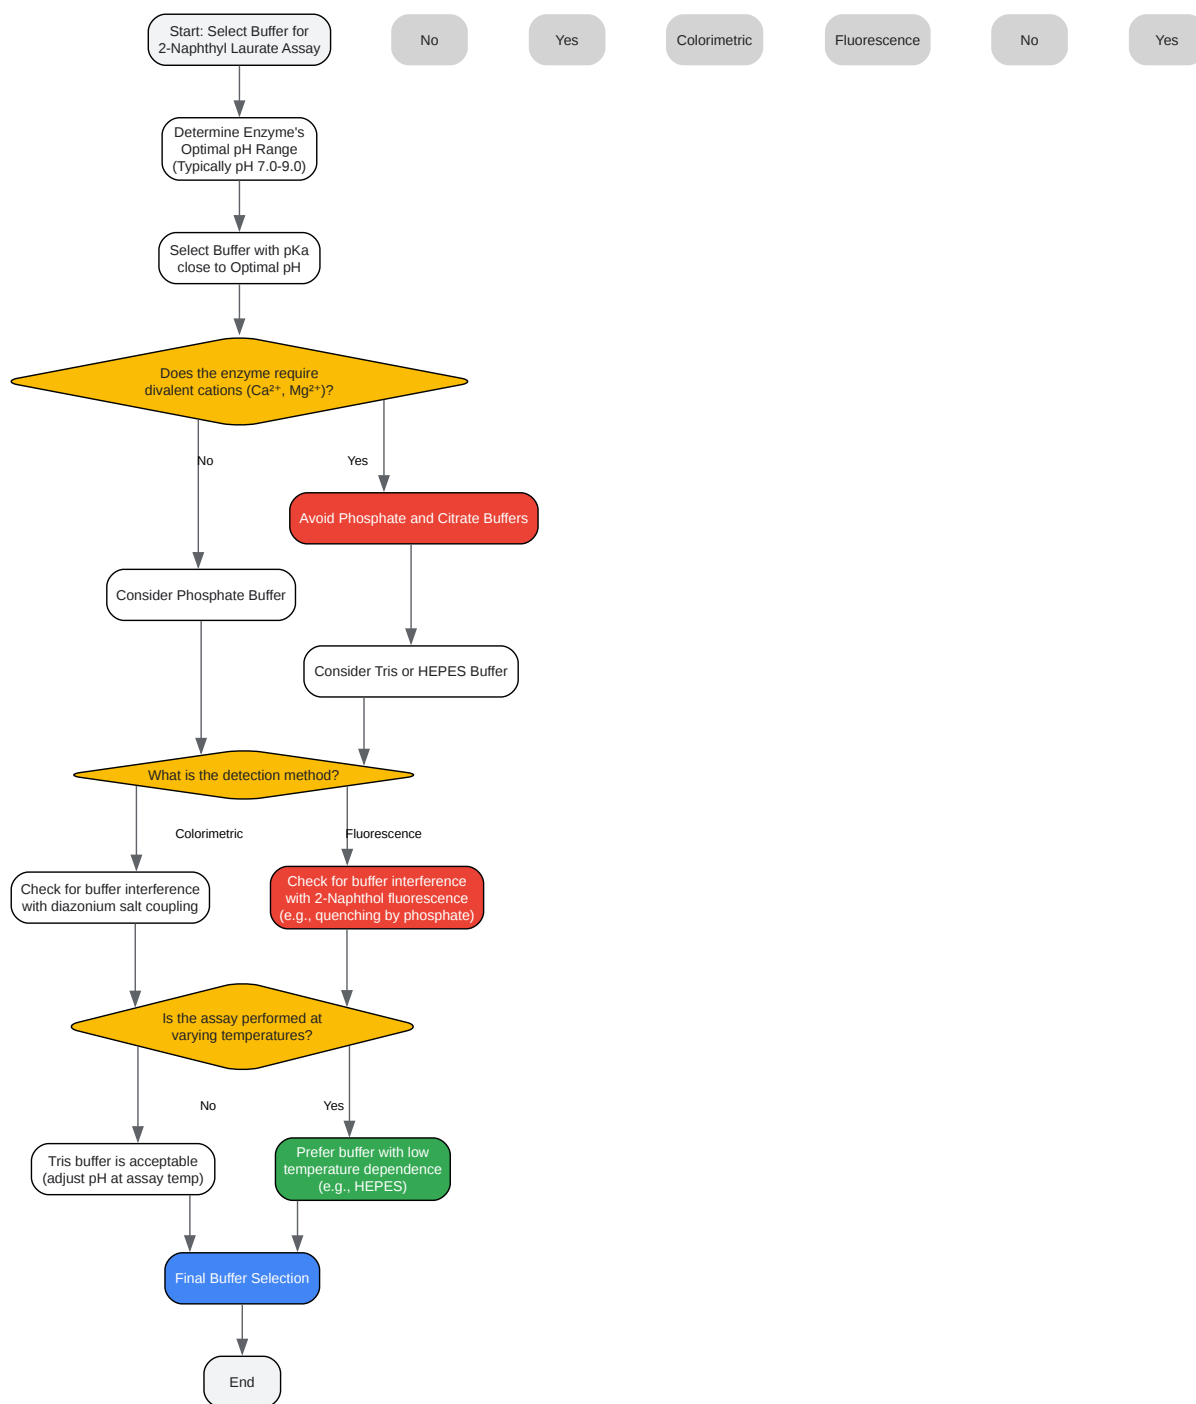 Start: Select Buffer for
2-Naphthyl Laurate Assay
No
Yes
Colorimetric
Fluorescence
No
Yes
Determine Enzyme's
Optimal pH Range
(Typically pH 7.0-9.0)
Select Buffer with pKa
close to Optimal pH
Does the enzyme require
divalent cations (Ca²⁺, Mg²⁺)?
No
Yes
Avoid Phosphate and Citrate Buffers
Consider Phosphate Buffer
Consider Tris or HEPES Buffer
What is the detection method?
Colorimetric
Fluorescence
Check for buffer interference
with diazonium salt coupling
Check for buffer interference
with 2-Naphthol fluorescence
(e.g., quenching by phosphate)
Is the assay performed at
varying temperatures?
No
Yes
Tris buffer is acceptable
(adjust pH at assay temp)
Prefer buffer with low
temperature dependence
(e.g., HEPES)
Final Buffer Selection
End